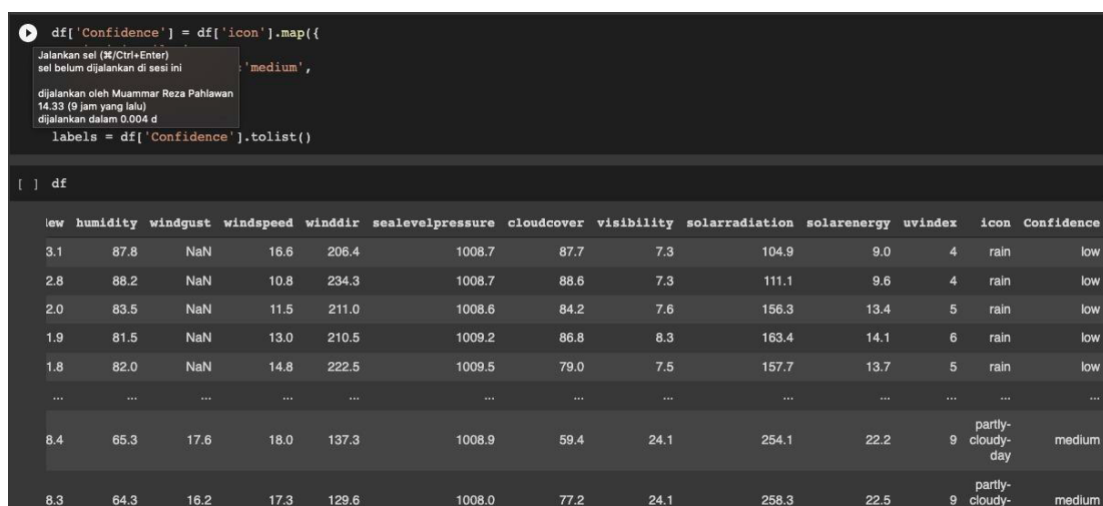 df['Confidence'] = df['icon'].map({
Jalankan sel (⌘/Ctrl+Enter)
sel belum dijalankan di sesi ini
:'medium',
dijalankan oleh Muammar Reza Pahlawan
14.33 (9 jam yang lalu)
dijalankan dalam 0.004 d
labels = df['Confidence'].tolist()
[ ] df
lew humidity windgust windspeed winddir sealevelpressure cloudcover visibility solarradiation solarenergy uvindex icon Confidence
3.1 87.8 NaN 16.6 206.4 1008.7 87.7 7.3 104.9 9.0 4 rain low
2.8 88.2 NaN 10.8 234.3 1008.7 88.6 7.3 111.1 9.6 4 rain low
2.0 83.5 NaN 11.5 211.0 1008.6 84.2 7.6 156.3 13.4 5 rain low
1.9 81.5 NaN 13.0 210.5 1009.2 86.8 8.3 163.4 14.1 6 rain low
1.8 82.0 NaN 14.8 222.5 1009.5 79.0 7.5 157.7 13.7 5 rain low
... ... ... ... ... ... ... ... ... ... ... ... ...
8.4 65.3 17.6 18.0 137.3 1008.9 59.4 24.1 254.1 22.2 9 partly-cloudy-day medium
8.3 64.3 16.2 17.3 129.6 1008.0 77.2 24.1 258.3 22.5 9 partly-cloudy- medium